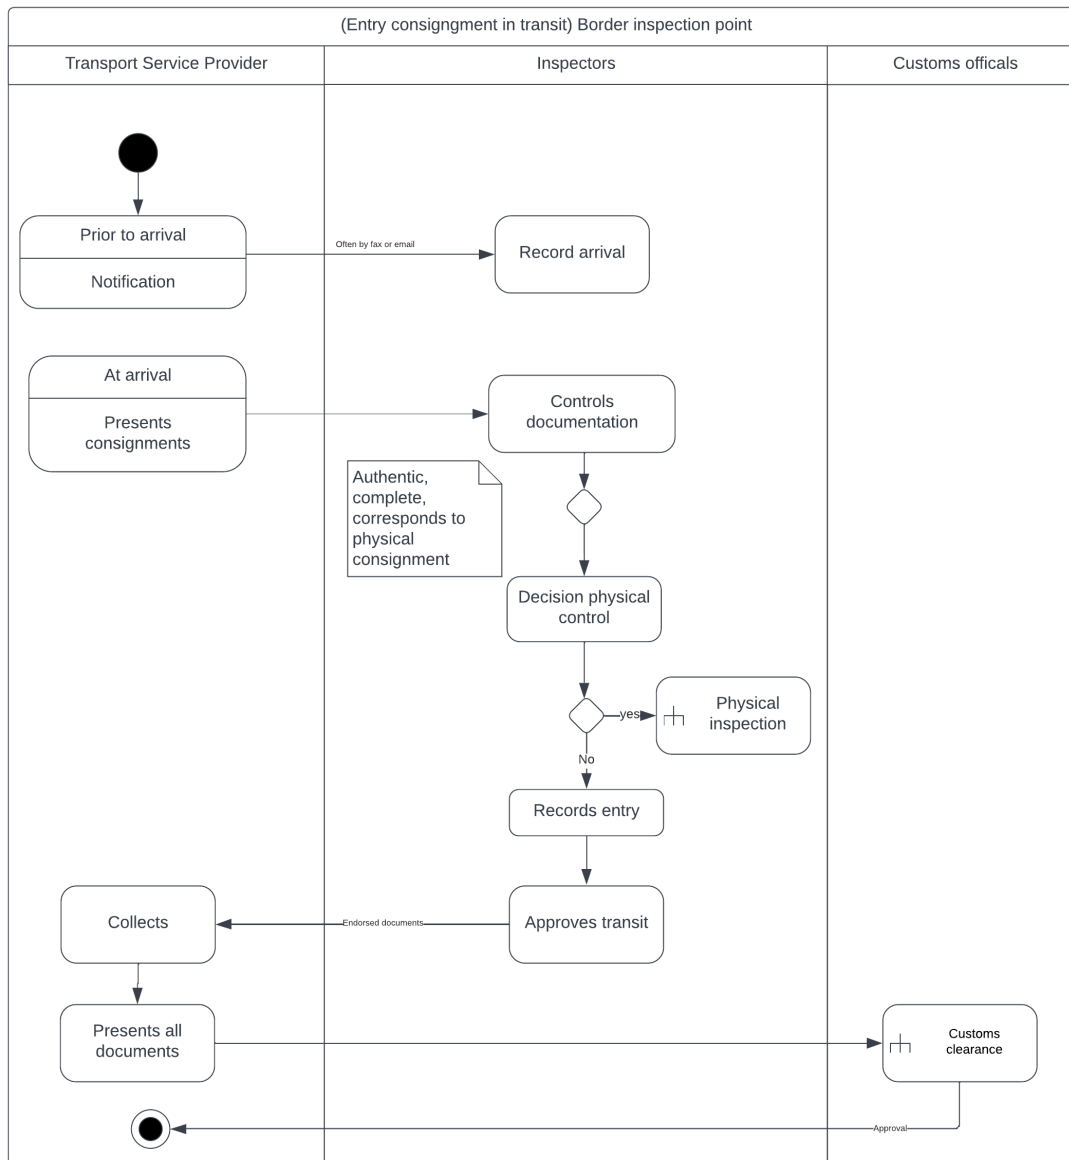 (Entry consigngment in transit) Border inspection point
Transport Service Provider
Inspectors
Customs officals
Prior to arrival
Notification
Often by fax or email
Record arrival
At arrival
Presents
consignments
Controls
documentation
Authentic,
complete,
corresponds to
physical
consignment
Decision physical
control
yes
Physical
inspection
No
Records entry
Collects
Endorsed documents
Approves transit
Presents all
documents
Customs
clearance
Approval